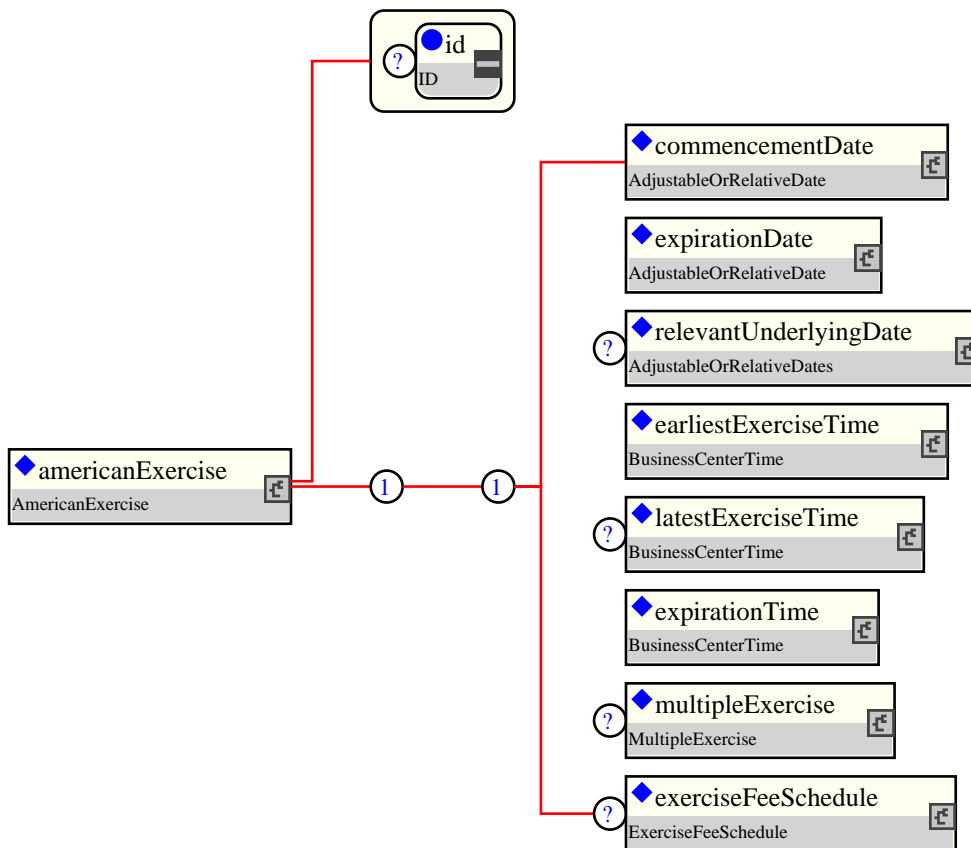 id
?
ID
commencementDate
AdjustableOrRelativeDate
expirationDate
AdjustableOrRelativeDate
relevantUnderlyingDate
?
AdjustableOrRelativeDates
earliestExerciseTime
BusinessCenterTime
americanExercise
AmericanExercise
1
1
latestExerciseTime
?
BusinessCenterTime
expirationTime
BusinessCenterTime
multipleExercise
?
MultipleExercise
exerciseFeeSchedule
?
ExerciseFeeSchedule